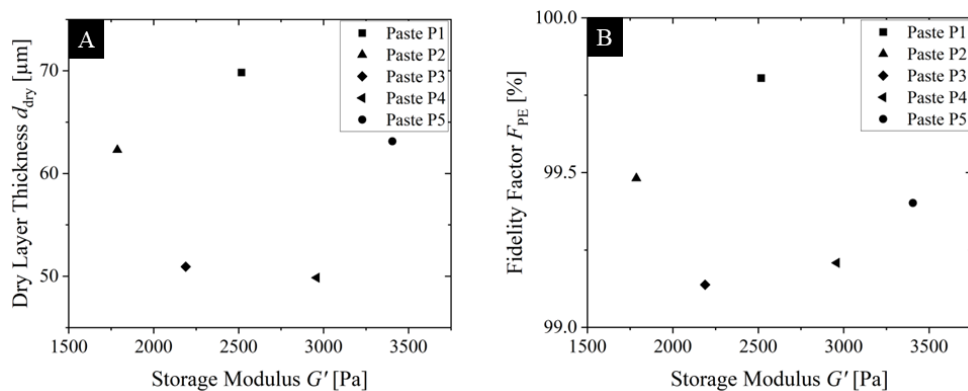 A
Paste P1
Paste P2
Paste P3
Paste P4
Paste P5
70
60
50
Dry Layer Thickness d_dry [μm]
1500 2000 2500 3000 3500
Storage Modulus G′ [Pa]
B
Paste P1
Paste P2
Paste P3
Paste P4
Paste P5
100.0
99.5
99.0
Fidelity Factor F_PE [%]
1500 2000 2500 3000 3500
Storage Modulus G′ [Pa]